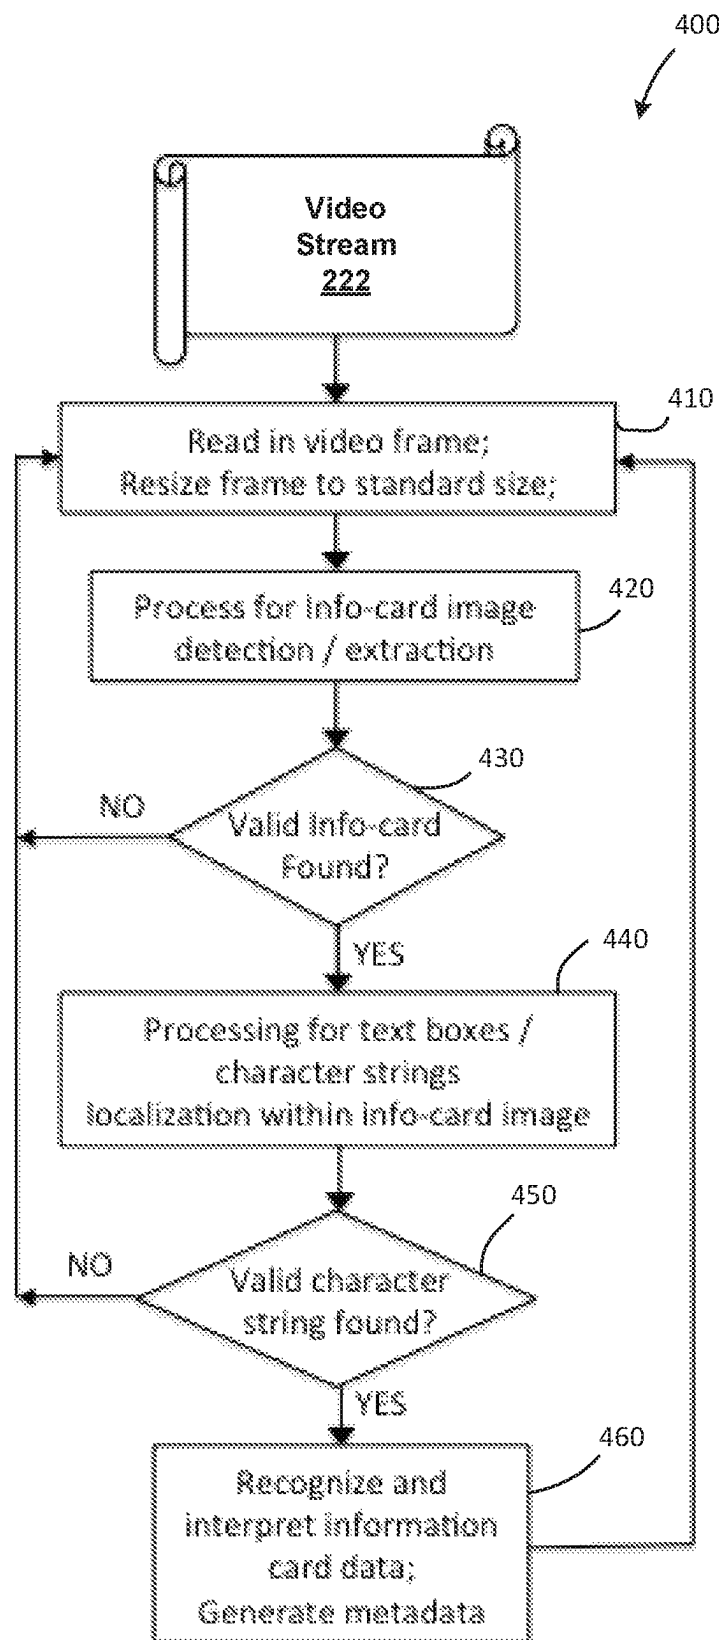 400
Video
Stream
222
410
Read in video frame;
Resize frame to standard size;
420
Process for info-card image
detection / extraction
430
NO
Valid info-card
Found?
YES
440
Processing for text boxes /
character strings
localization within info-card image
450
NO
Valid character
string found?
YES
460
Recognize and
interpret information
card data;
Generate metadata